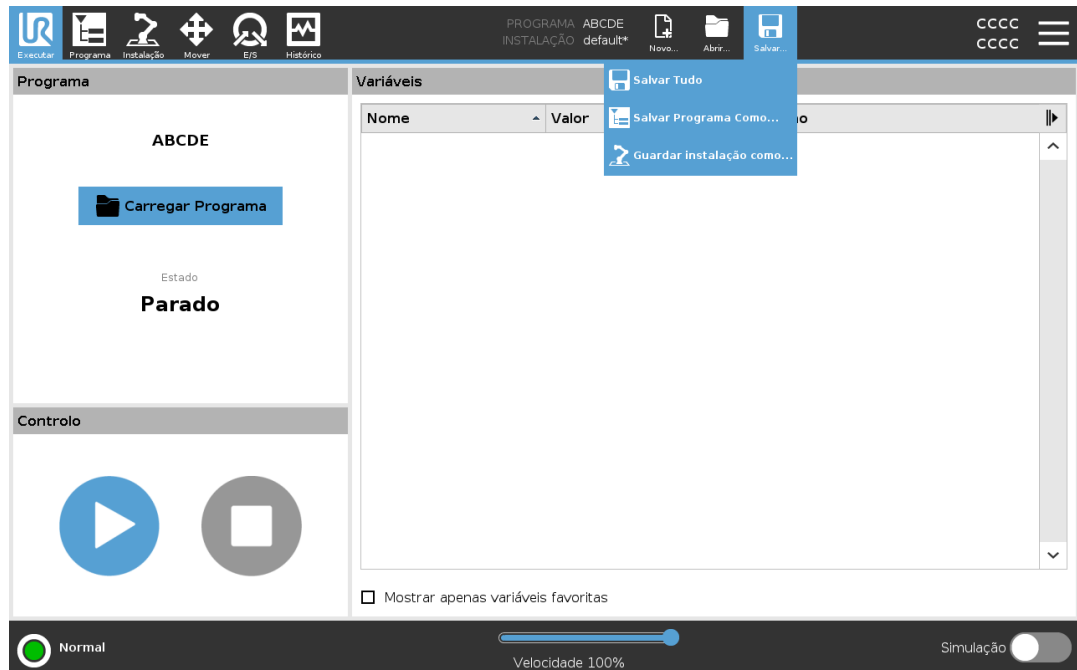 UR
Executar
Programa
Instalação
Mover
E/S
Histórico
PROGRAMA ABCDE
INSTALAÇÃO default*
Novo...
Abrir...
Salvar...
CCCC
CCCC
Salvar Tudo
Salvar Programa Como...
Guardar instalação como...
Programa
ABCDE
Carregar Programa
Estado
Parado
Controlo
Variáveis
Nome
Valor
Mostrar apenas variáveis favoritas
Normal
Velocidade 100%
Simulação